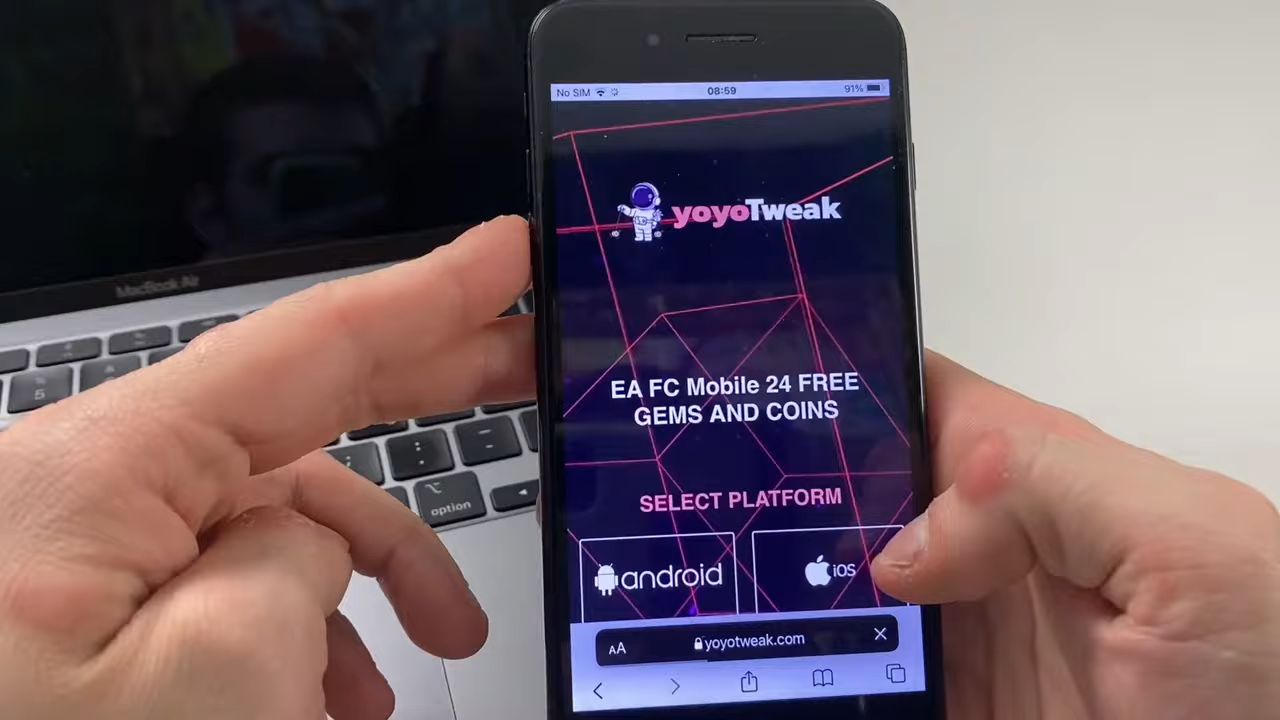 No SIM 08:59 91%
yoyoTweak
EA FC Mobile 24 FREE
GEMS AND COINS
SELECT PLATFORM
android
iOS
AA yoyotweak.com
MacBook Air
5
option